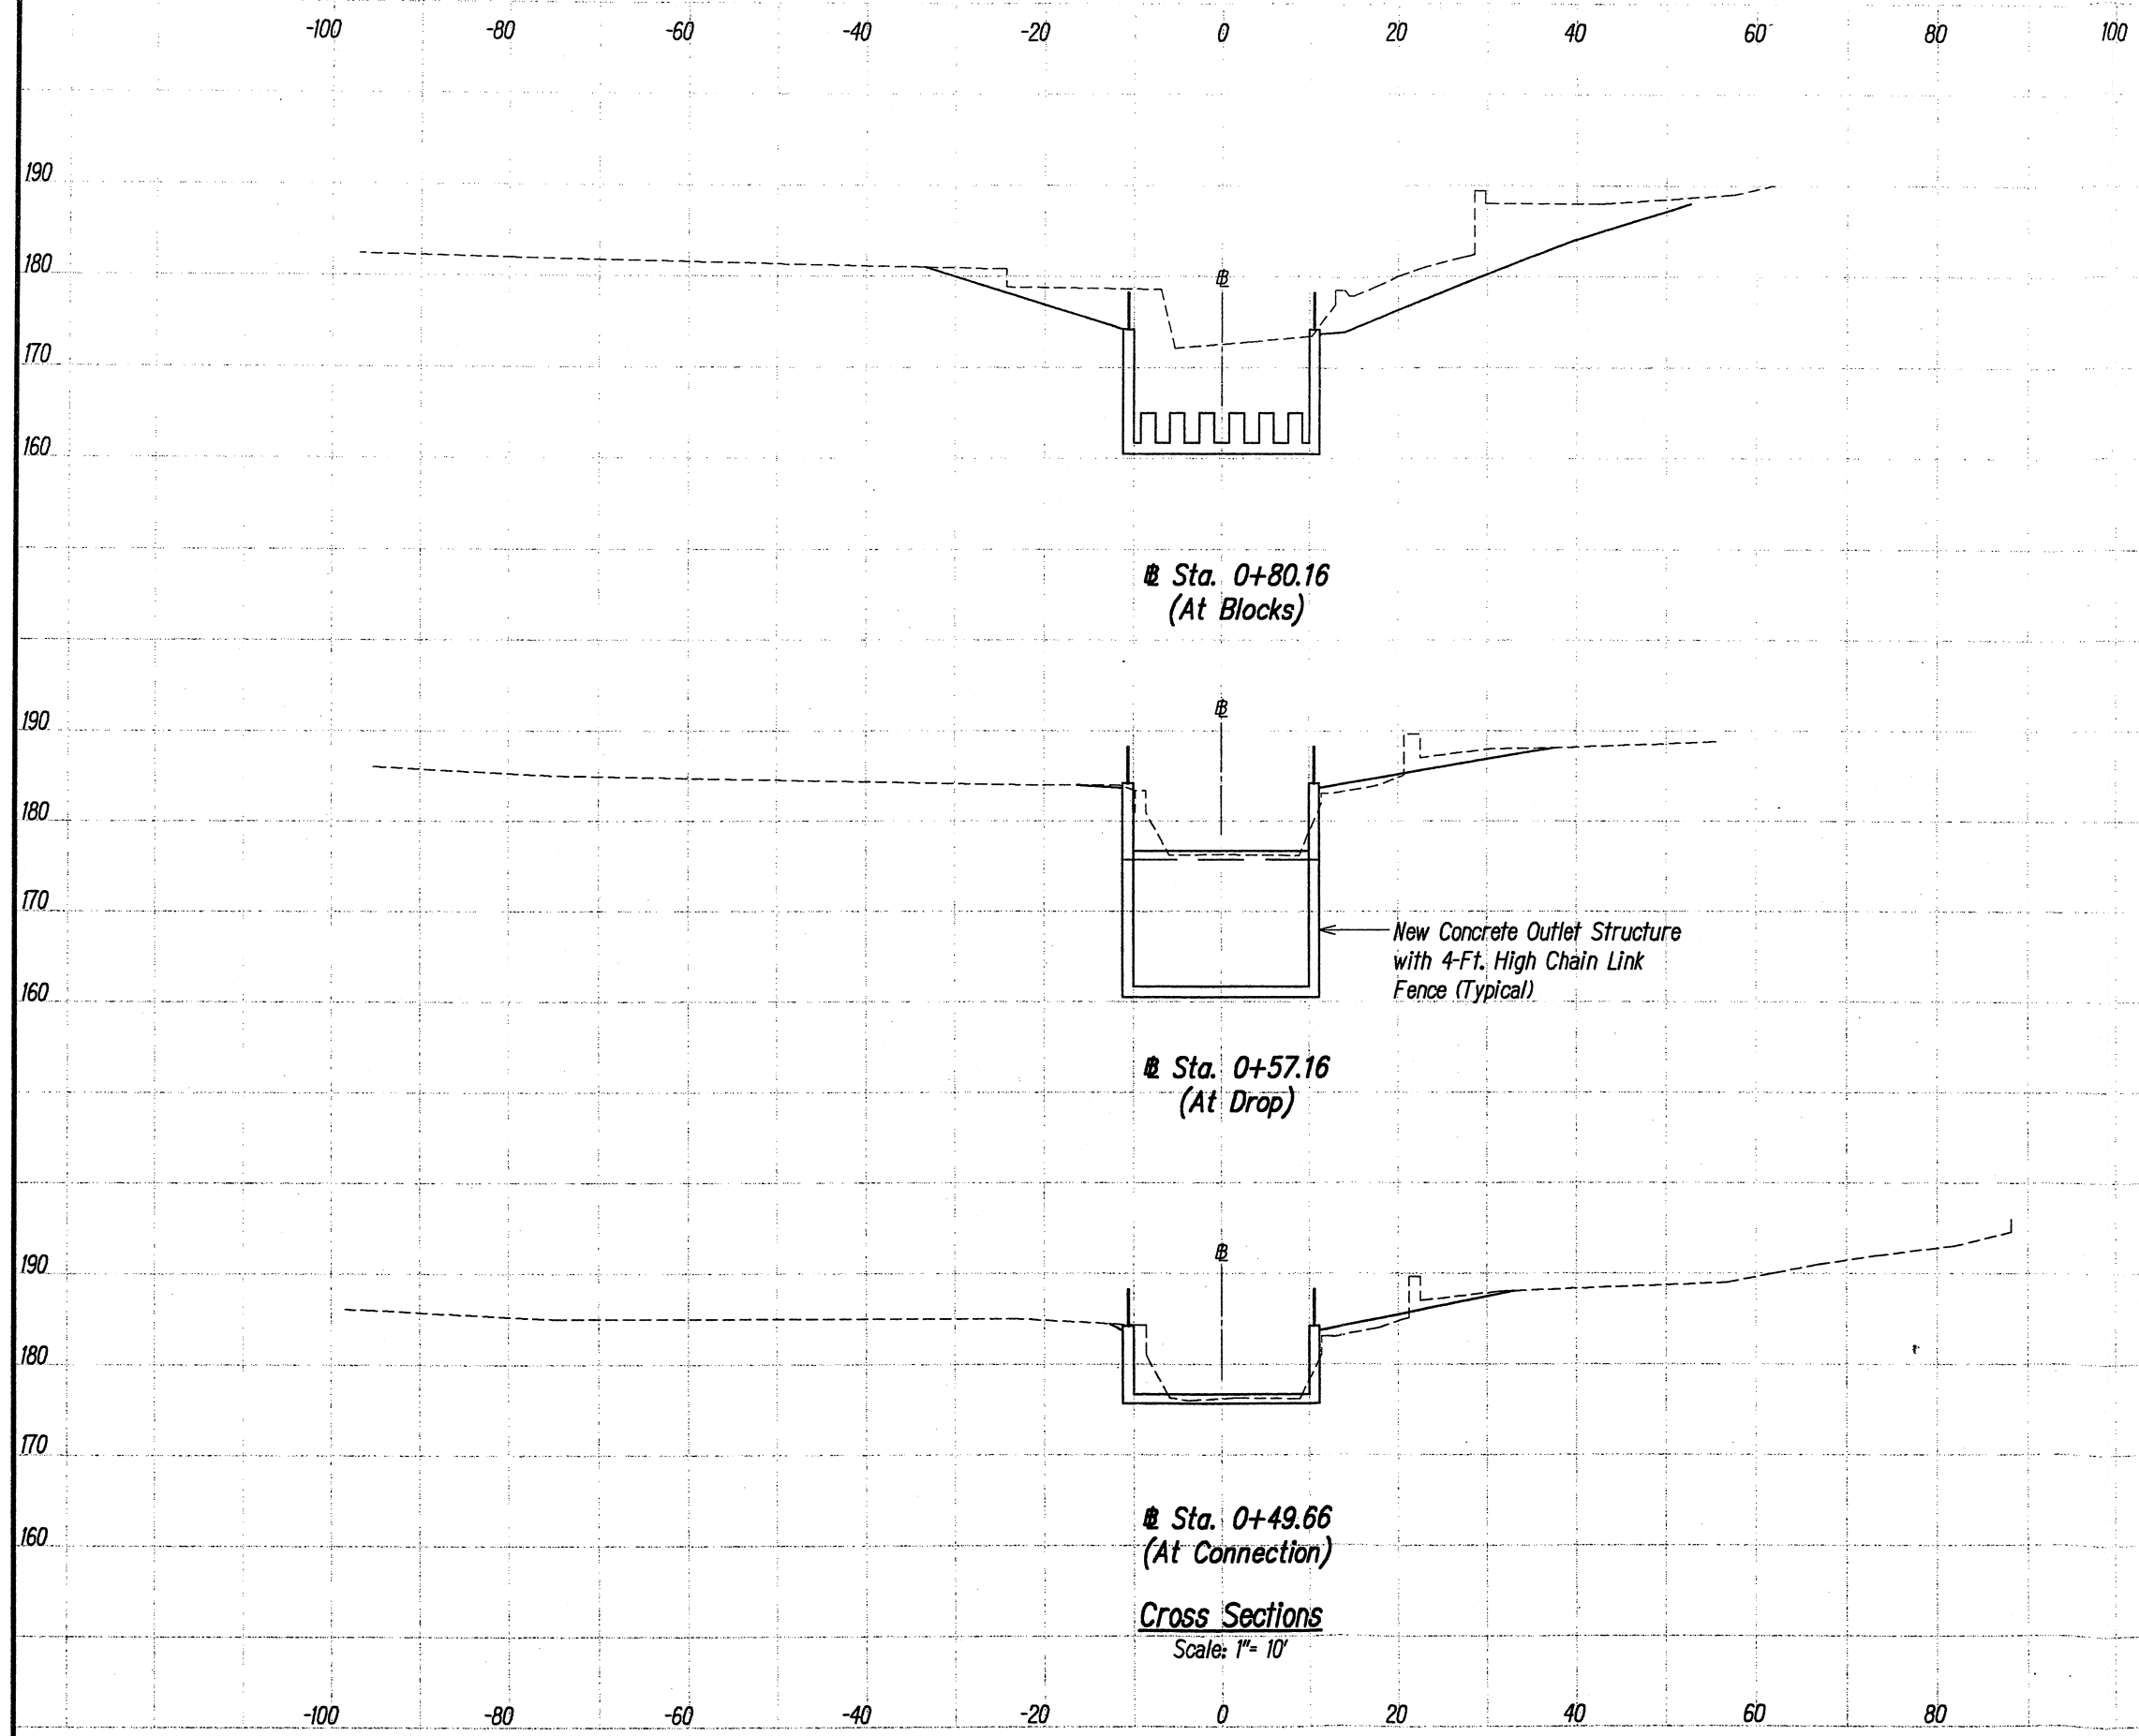 -100 -80 -60 -40 -20 0 20 40 60 80 100
190
180
170
160
℄ Sta. 0+80.16
(At Blocks)
190
180
170
New Concrete Outlet Structure
with 4-Ft. High Chain Link
Fence (Typical)
160
Sta. 0+57.16
(At Drop)
190
180
170
Sta. 0+49.66
160
(At Connection)
Cross Sections
Scale: 1"= 10'
-100 -80 -60 -40 -20 0 20 40 60 80